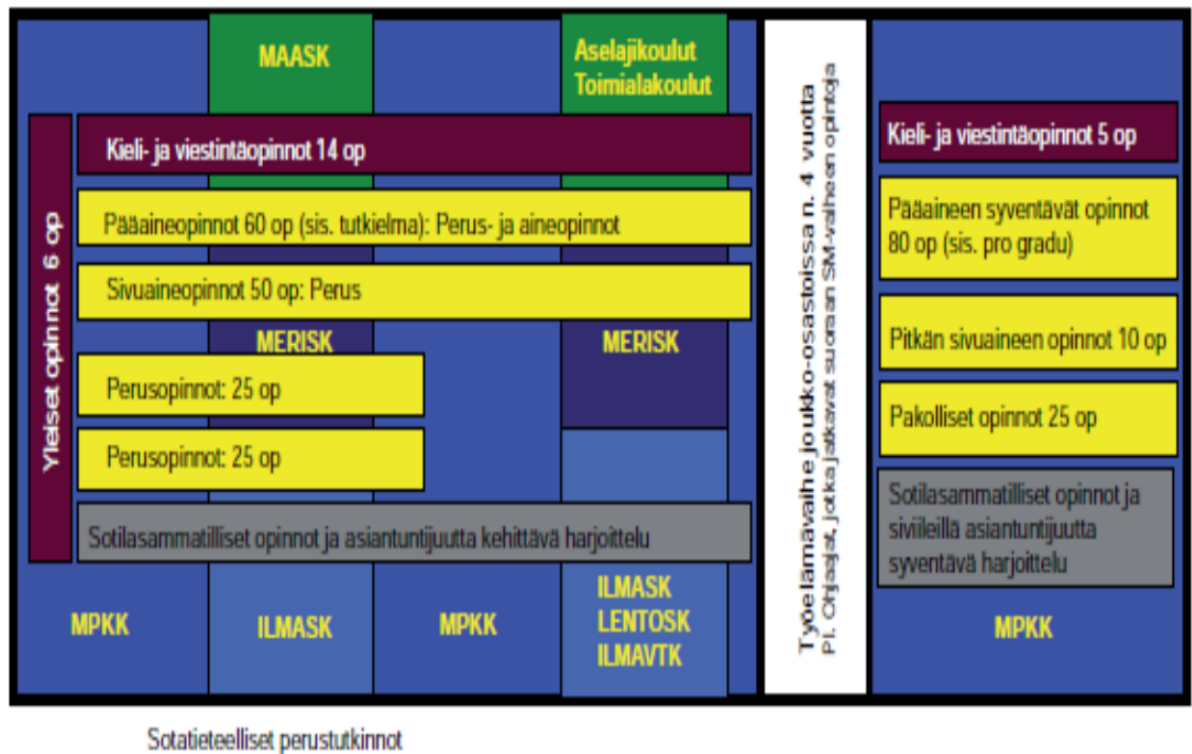 MAASK
Aselajikoulut
Toimialakoulut
Yleiset opinnot 6 op
Kieli- ja viestintäopinnot 14 op
Pääaineopinnot 60 op (sis. tutkielma): Perus- ja aineopinnot
Sivuaineopinnot 50 op: Perus
MERISK
MERISK
Perusopinnot: 25 op
Perusopinnot: 25 op
Sotilasammatilliset opinnot ja asiantuntijuutta kehittävä harjoittelu
MPKK
ILMASK
MPKK
ILMASK
LENTOSK
ILMAVTK
Työelämävaihe joukko-osastoissa n. 4 vuotta
Pl. Ohjaajat, jotka jatkavat suoraan SM-vaiheen opintoja
Kieli- ja viestintäopinnot 5 op
Pääaineen syventävät opinnot
80 op (sis. pro gradu)
Pitkän sivuaineen opinnot 10 op
Pakolliset opinnot 25 op
Sotilasammatilliset opinnot ja
siviileillä asiantuntijuutta
syventävä harjoittelu
MPKK
Sotatieteelliset perustutkinnot